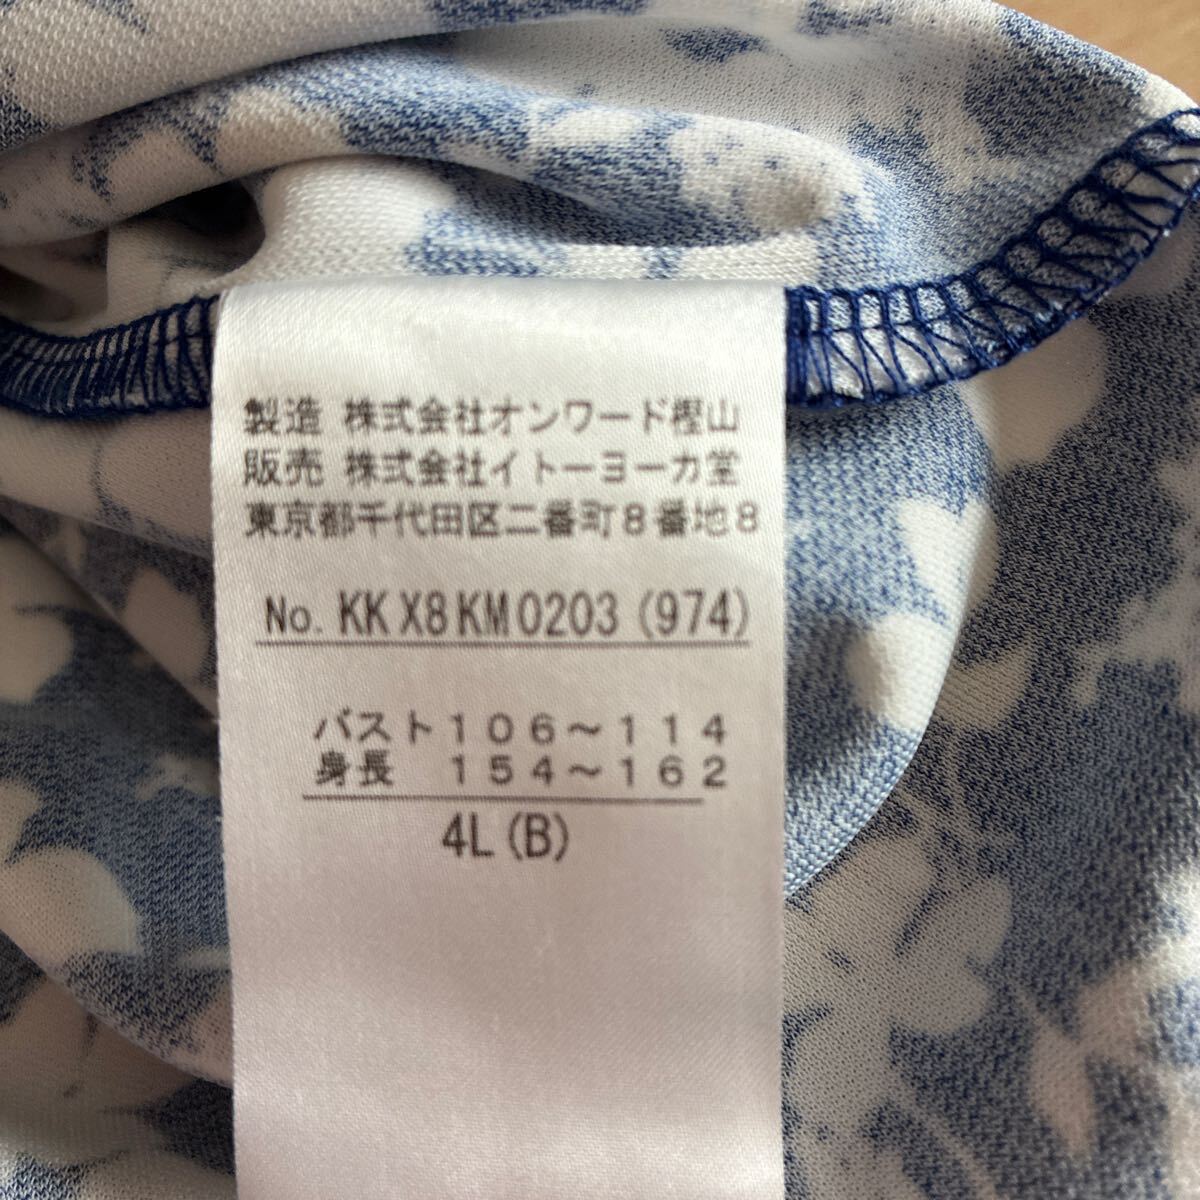 製造 株式会社オンワード樫山
販売 株式会社イトーヨーカ堂
東京都千代田区二番町８番地８
No. KK X8 KM 0203 (974)
バスト１０６〜１１４
身長 １５４〜１６２
4L (B)